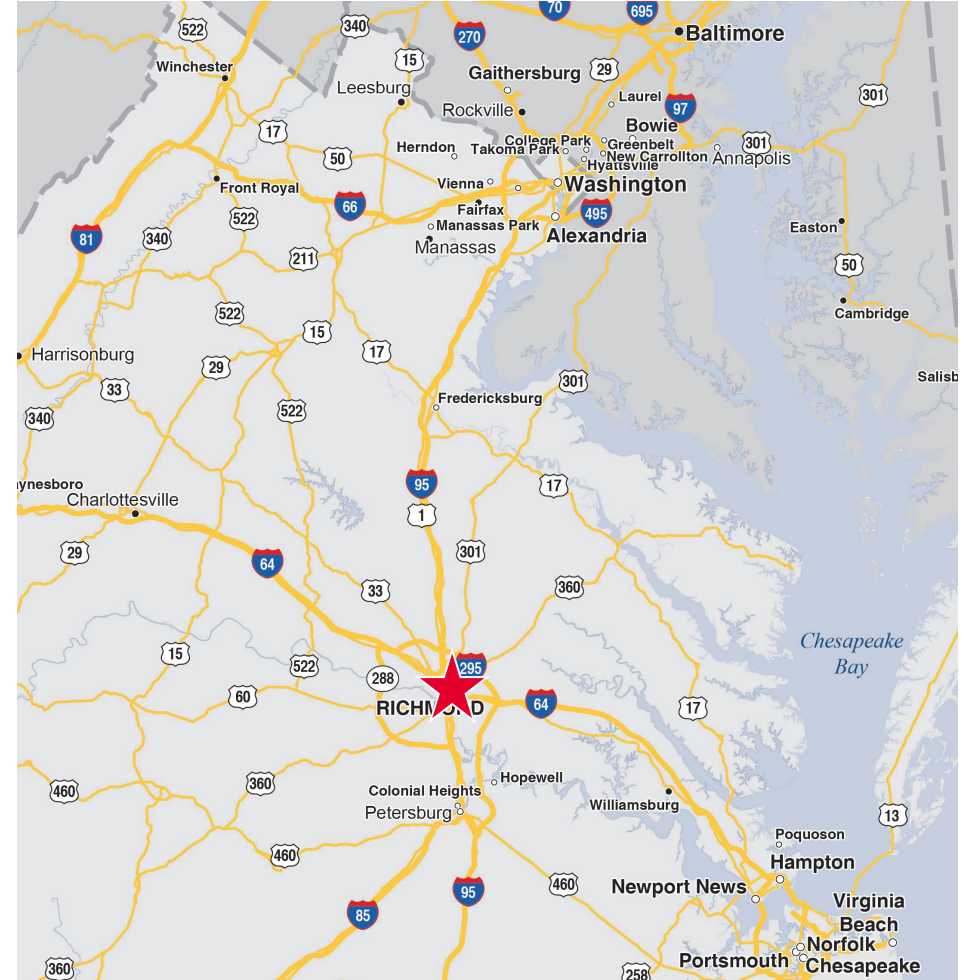 70
695
522
340
270
Baltimore
15
Winchester
Gaithersburg
29
Leesburg
301
Laurel
97
Rockville
17
Bowie
College Park
Greenbelt
301
Herndon
Takoma Park
50
New Carrollton
Annapolis
Hyattsville
Vienna
Washington
Front Royal
66
Fairfax
495
522
Manassas Park
Easton
81
340
Alexandria
Manassas
211
50
522
Cambridge
15
17
Harrisonburg
29
301
Salisb
33
Fredericksburg
522
340
95
17
aynesboro
Charlottesville
1
29
301
64
33
360
Chesapeake
Bay
15
522
295
288
60
64
RICHM
D
17
Hopewell
460
360
Colonial Heights
Williamsburg
Petersburg
13
Poquoson
460
Hampton
460
Newport News
95
Virginia
Beach
85
Norfolk
Portsmouth
Chesapeake
360
258